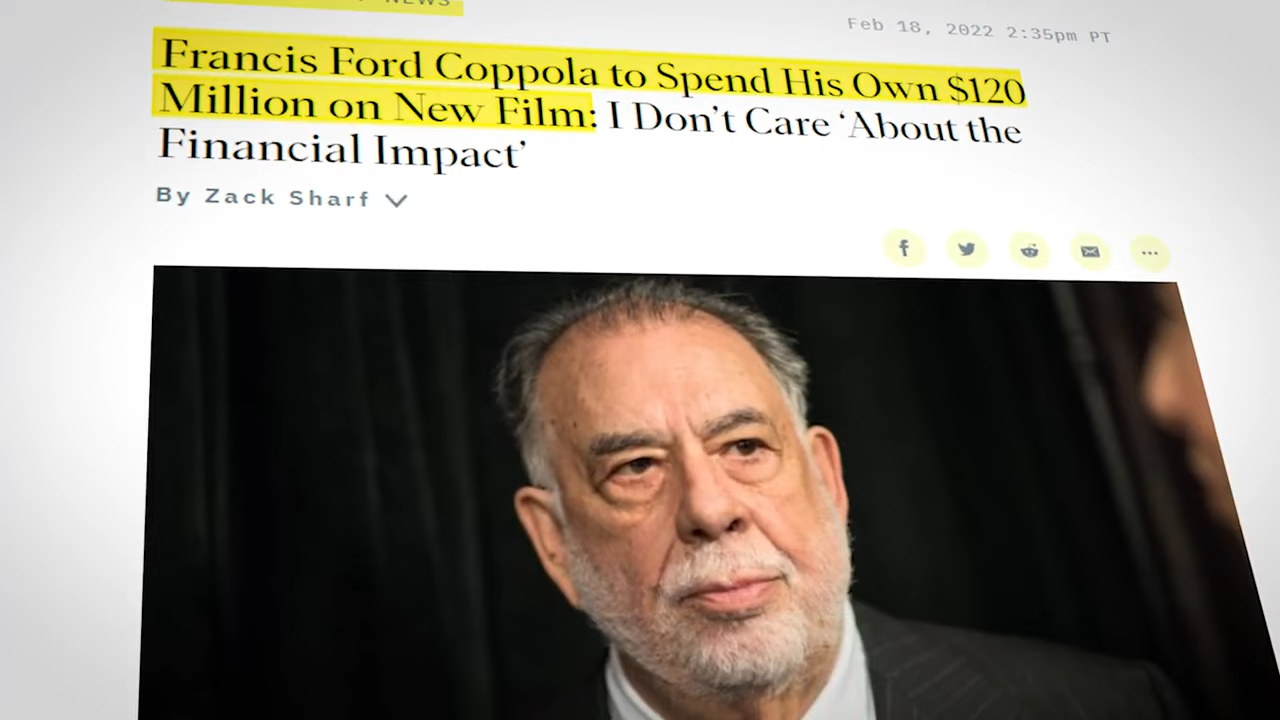 NEWS
Feb 18, 2022 2:35pm PT
Francis Ford Coppola to Spend His Own $120
Million on New Film: I Don’t Care ‘About the
Financial Impact’
By Zack Sharf